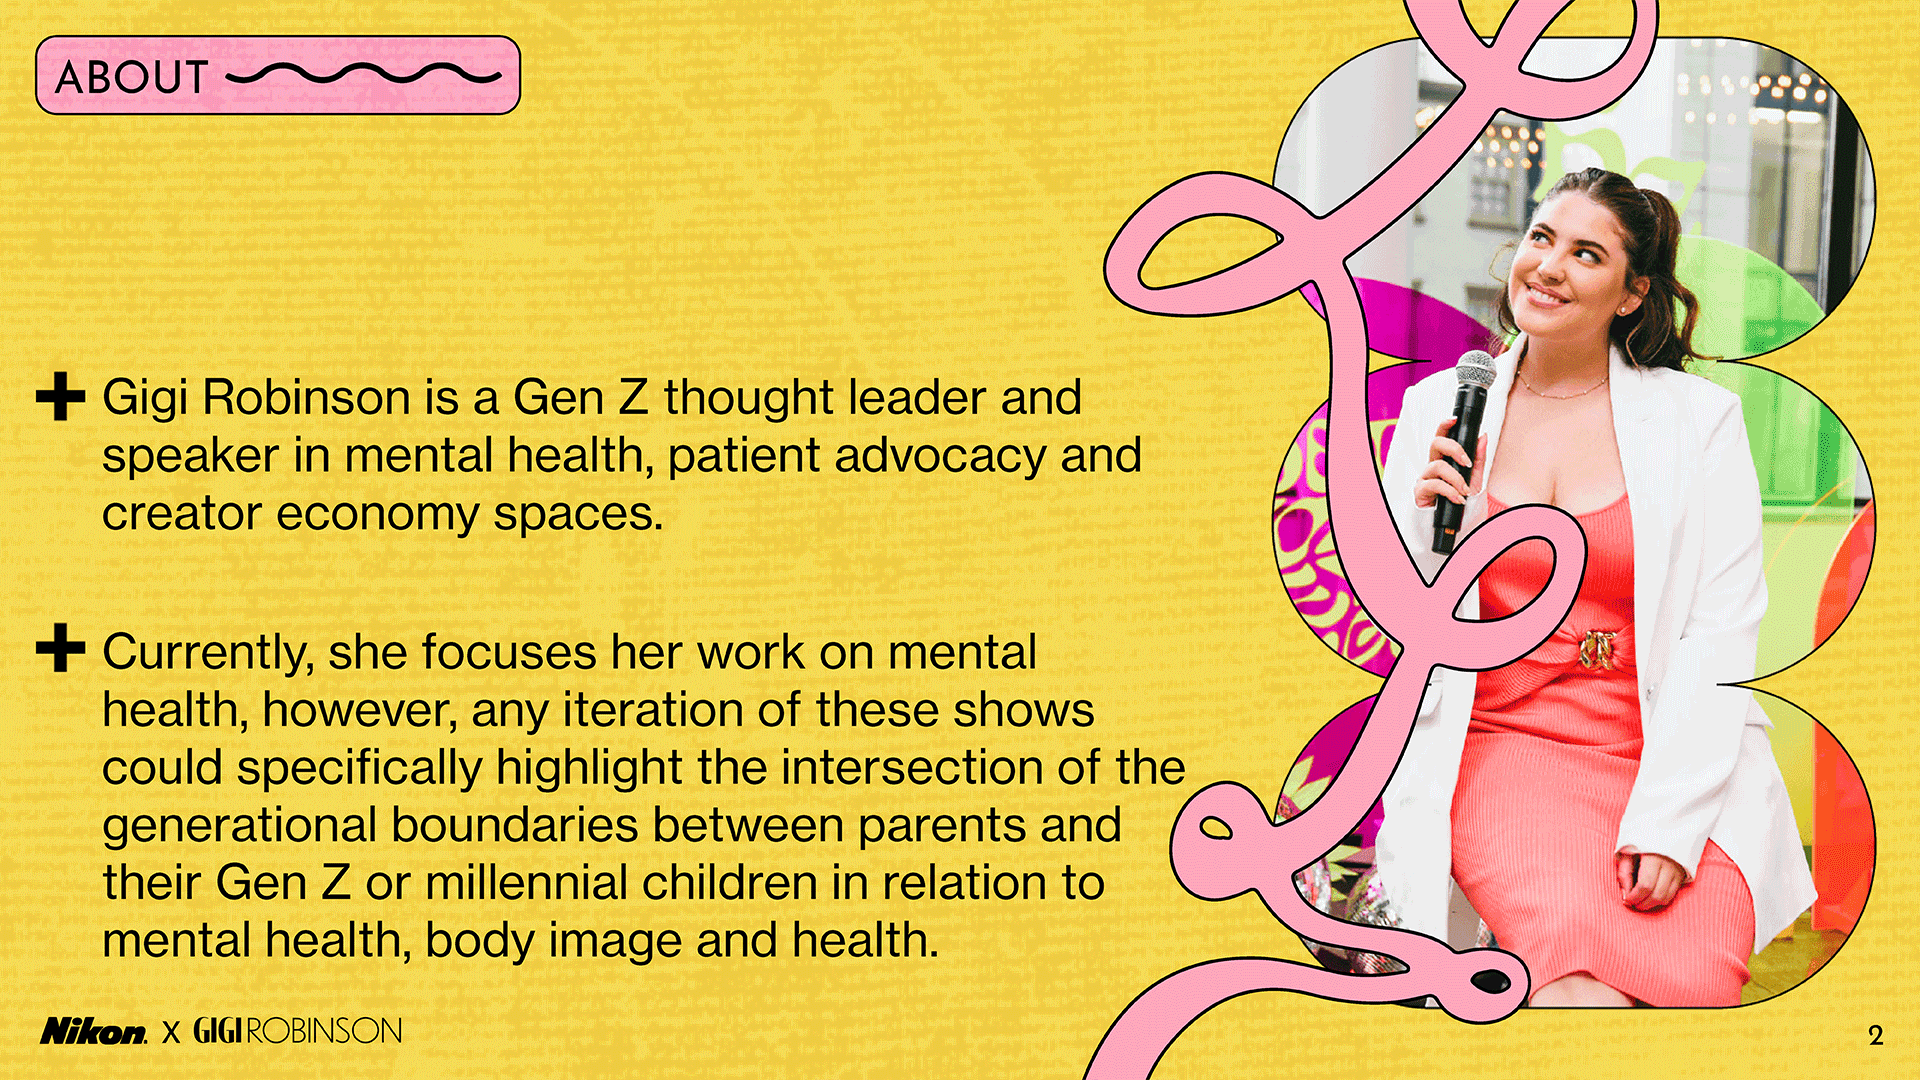 ABOUT
Gigi Robinson is a Gen Z thought leader and
speaker in mental health, patient advocacy and
creator economy spaces.
Currently, she focuses her work on mental
health, however, any iteration of these shows
could specifically highlight the intersection of the
generational boundaries between parents and
their Gen Z or millennial children in relation to
mental health, body image and health.
Nikon. X GIGI ROBINSON
2